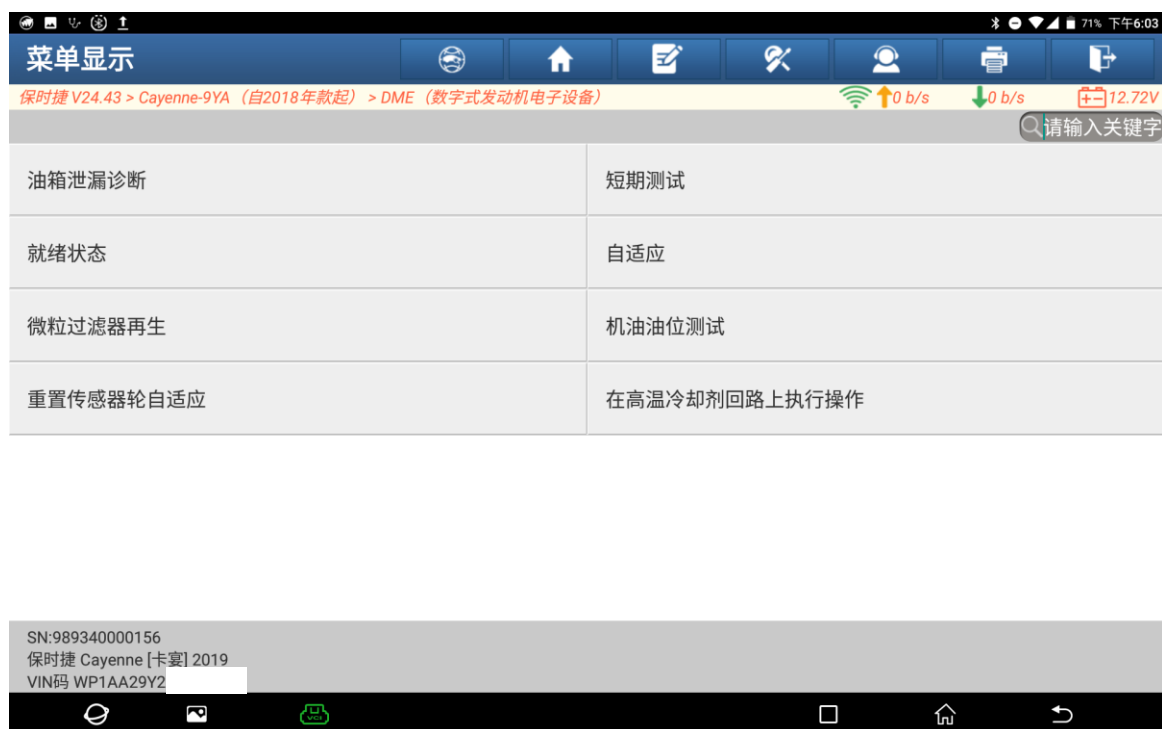 71% 下午6:03
菜单显示
保时捷 V24.43 > Cayenne-9YA（自2018年款起） > DME（数字式发动机电子设备） 0 b/s 0 b/s 12.72V
请输入关键字
油箱泄漏诊断 短期测试
就绪状态 自适应
微粒过滤器再生 机油油位测试
重置传感器轮自适应 在高温冷却剂回路上执行操作
SN:989340000156
保时捷 Cayenne [卡宴] 2019
VIN码 WP1AA29Y2
VCI